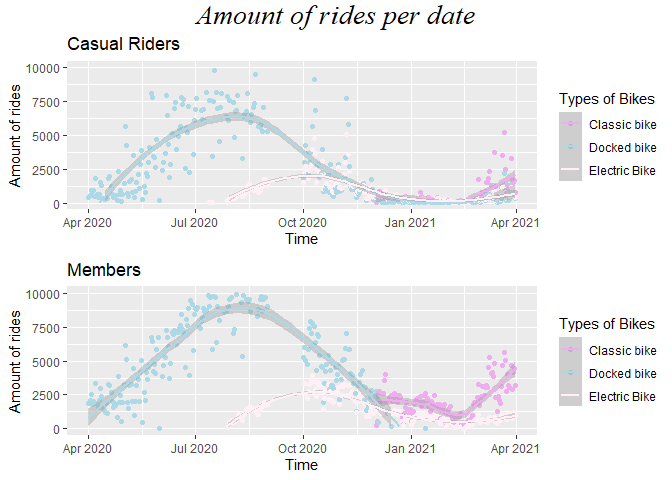 Amount of rides per date
Casual Riders
Amount of rides
10000
7500
5000
2500
0
Apr 2020
Jul 2020
Oct 2020
Jan 2021
Apr 2021
Time
Types of Bikes
Classic bike
Docked bike
Electric Bike
Members
Amount of rides
10000
7500
5000
2500
0
Apr 2020
Jul 2020
Oct 2020
Jan 2021
Apr 2021
Time
Types of Bikes
Classic bike
Docked bike
Electric Bike